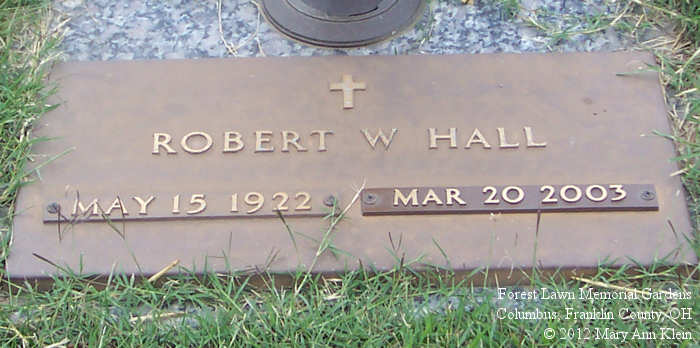 ROBERT W HALL
MAY 15 1922 MAR 20 2003
Forest Lawn Memorial Gardens
Columbus, Franklin County, OH
© 2012 Mary Ann Klein